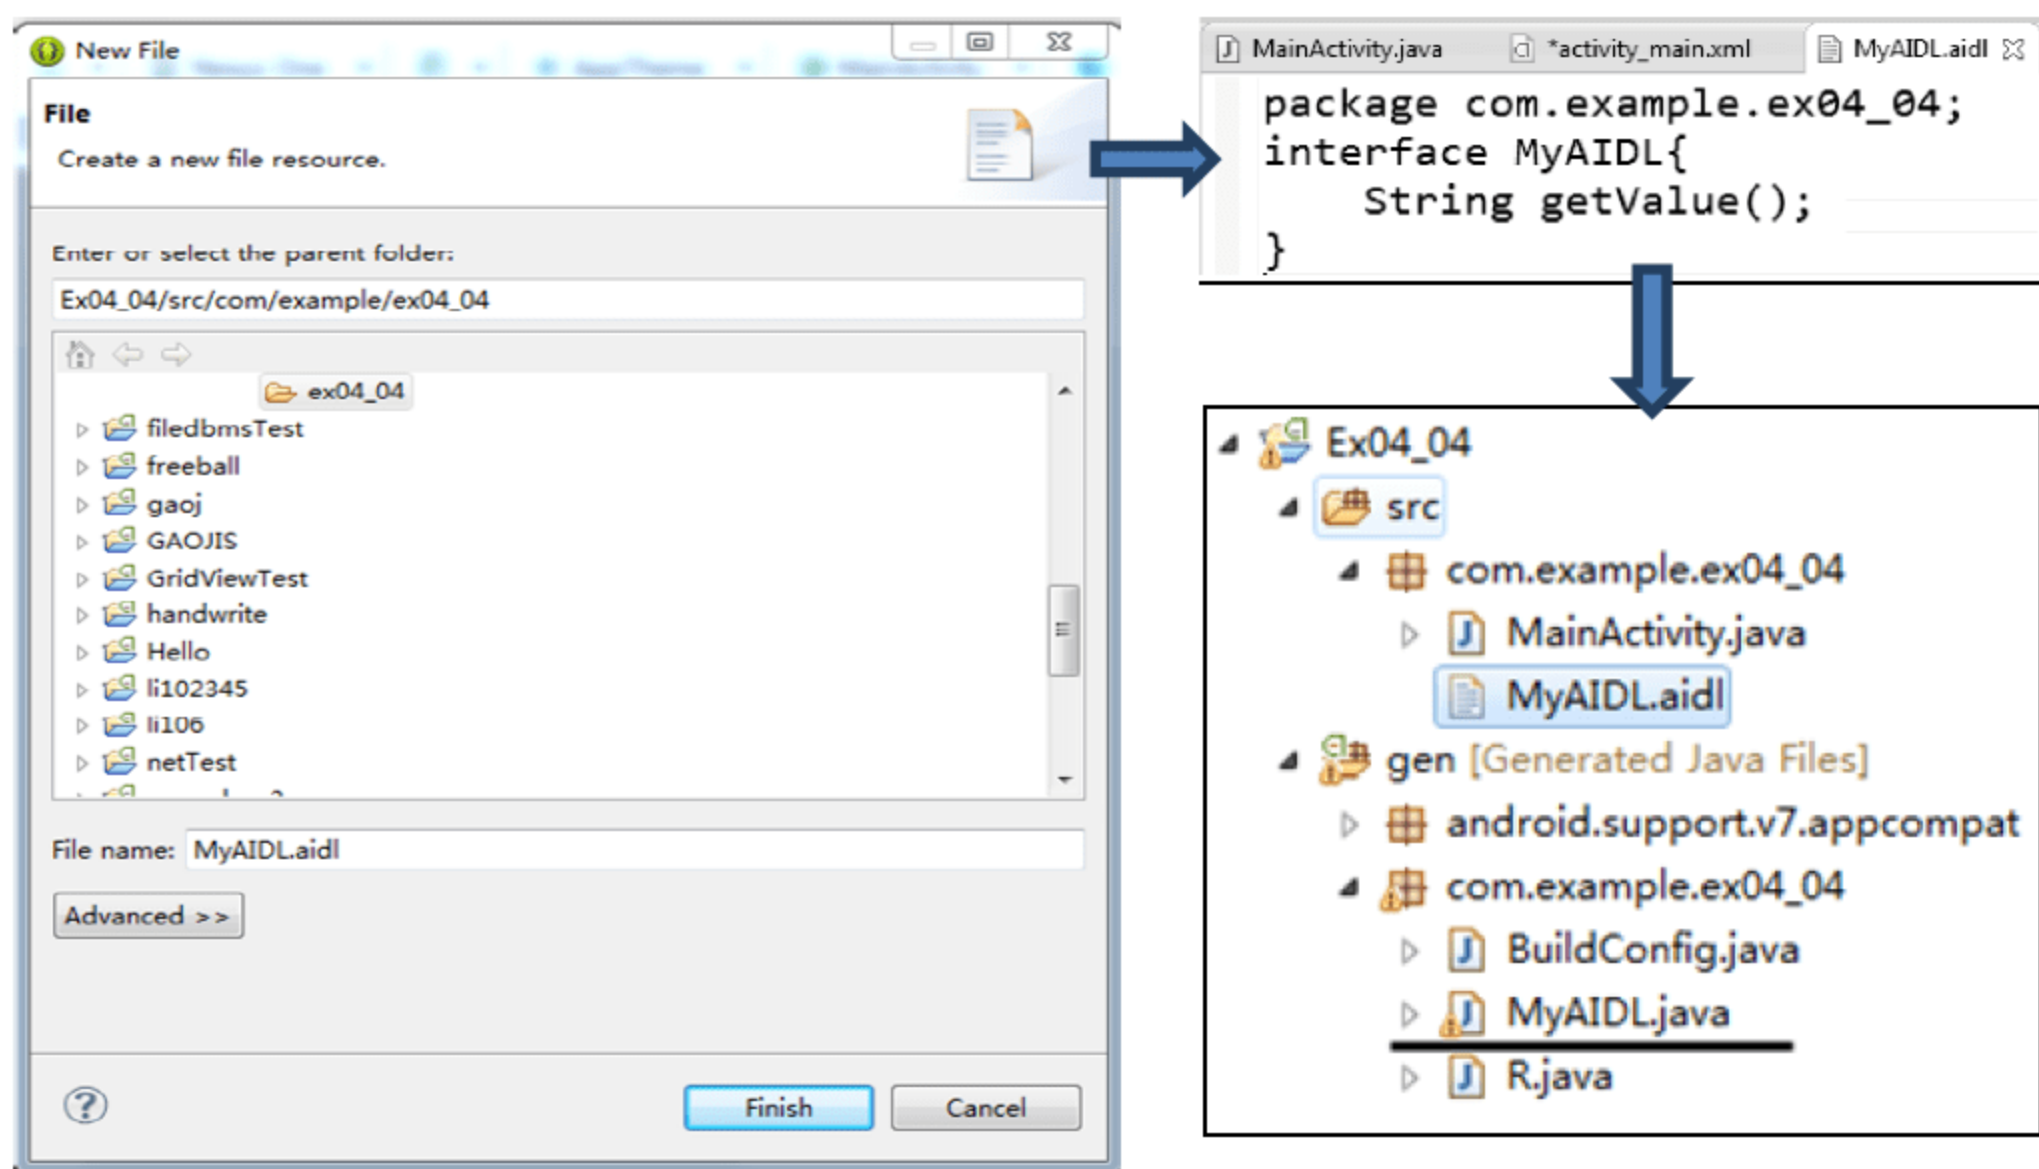 New File
File
Create a new file resource.
Enter or select the parent folder:
Ex04_04/src/com/example/ex04_04
ex04_04
filedbmsTest
freeball
gaoj
GAOJIS
GridViewTest
handwrite
Hello
li102345
li106
netTest
File name: MyAIDL.aidl
Advanced >>
Finish Cancel
MainActivity.java *activity_main.xml MyAIDL.aidl
package com.example.ex04_04;
interface MyAIDL{
String getValue();
}
Ex04_04
src
com.example.ex04_04
MainActivity.java
MyAIDL.aidl
gen [Generated Java Files]
android.support.v7.appcompat
com.example.ex04_04
BuildConfig.java
MyAIDL.java
R.java